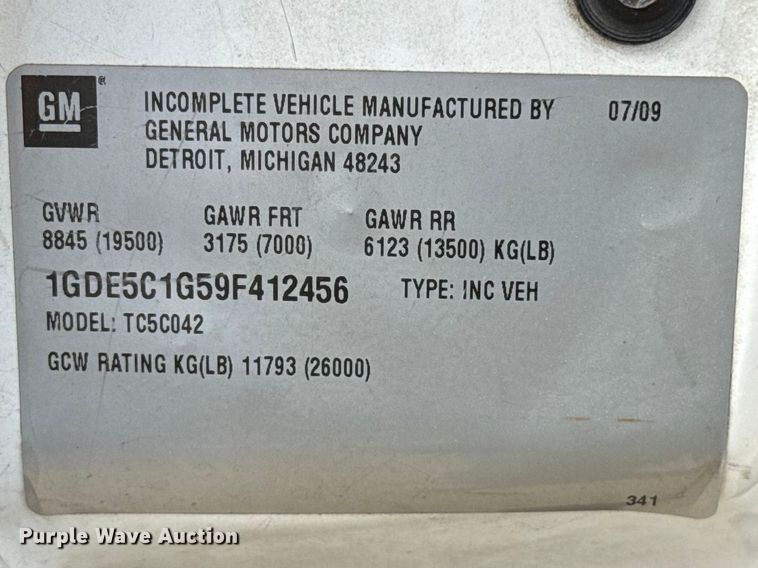 GM ® INCOMPLETE VEHICLE MANUFACTURED BY 07/09
GENERAL MOTORS COMPANY
DETROIT, MICHIGAN 48243
GVWR GAWR FRT GAWR RR
8845 (19500) 3175 (7000) 6123 (13500) KG(LB)
1GDE5C1G59F412456 TYPE: INC VEH
MODEL: TC5C042
GCW RATING KG(LB) 11793 (26000)
341
Purple Wave Auction